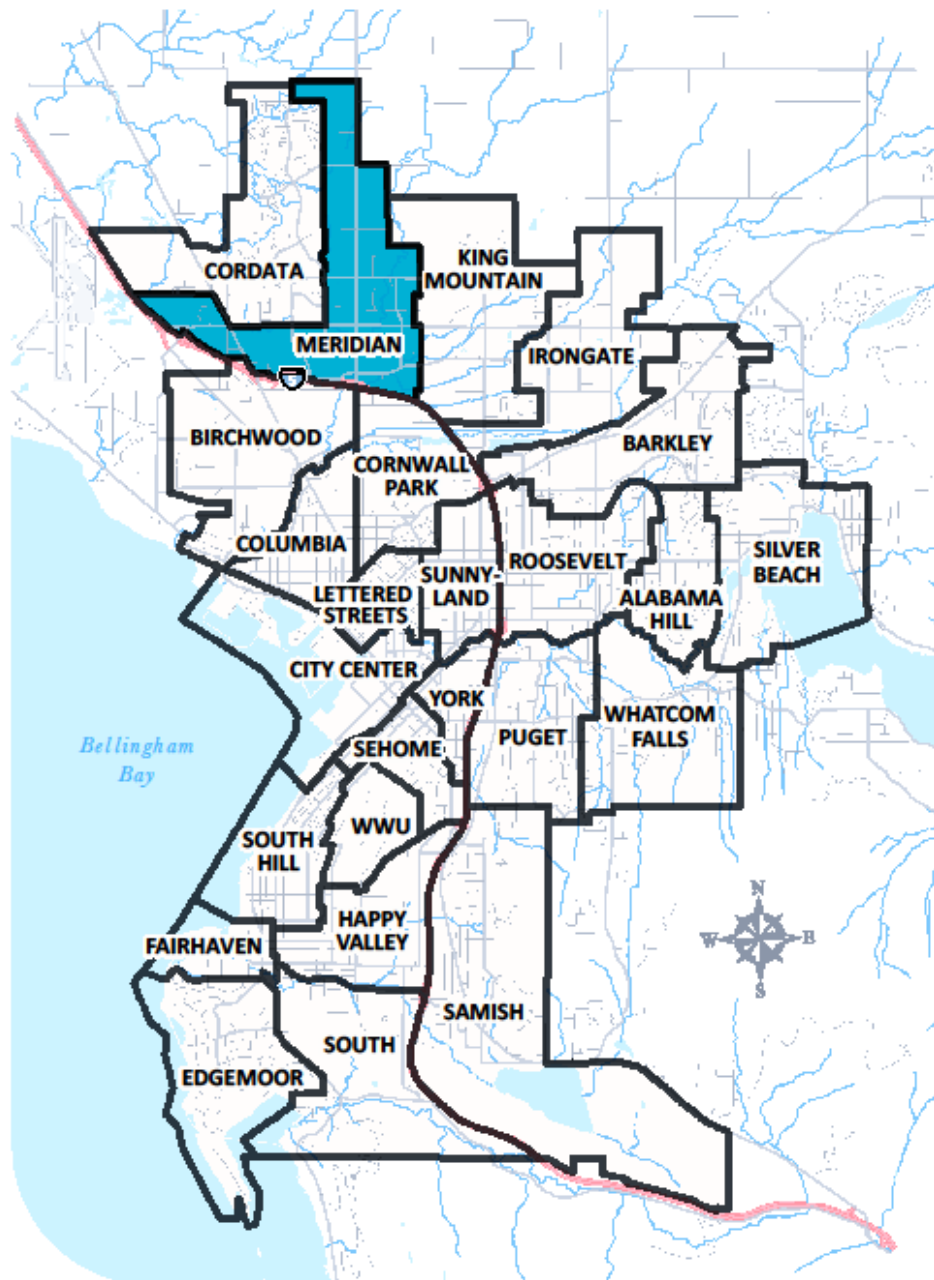 CORDATA
KING
MOUNTAIN
MERIDIAN
IRONGATE
BIRCHWOOD
BARKLEY
CORNWALL
PARK
COLUMBIA
SILVER
BEACH
ROOSEVELT
SUNNY-
LAND
LETTERED
STREETS
ALABAMA
HILL
CITY CENTER
YORK
WHATCOM
FALLS
PUGET
SEHOME
Bellingham
Bay
WWU
SOUTH
HILL
HAPPY
VALLEY
FAIRHAVEN
N
W
E
S
SAMISH
SOUTH
EDGEMOOR